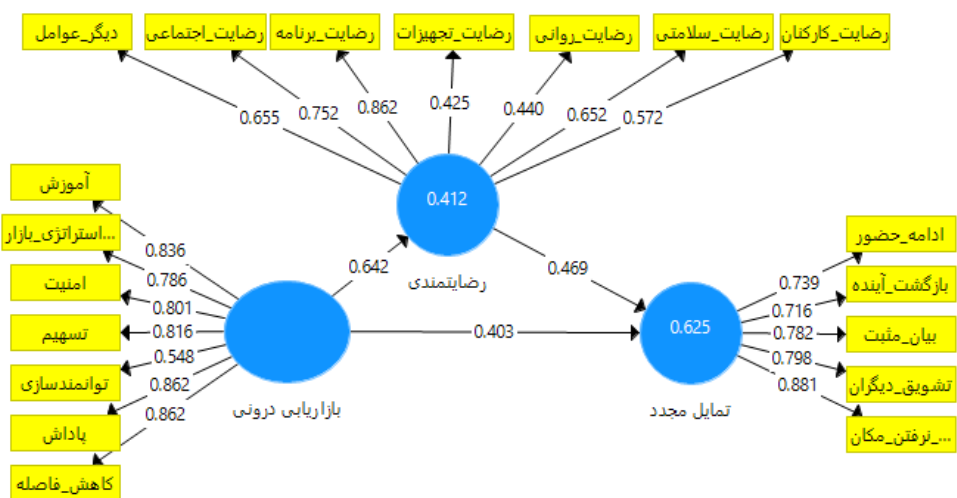 رضایت_کارکنان
رضایت_سلامتی
رضایت_روانی
رضایت_تجهیزات
رضایت_برنامه
رضایت_اجتماعی
دیگر_عوامل
0.655
0.752
0.862
0.425
0.440
0.652
0.572
0.412
رضایتمندی
آموزش
استراتژی_بازار...
امنیت
تسهیم
توانمندسازی
پاداش
کاهش_فاصله
0.836
0.786
0.801
0.816
0.548
0.862
0.862
بازاریابی درونی
0.642
0.469
0.403
0.625
تمایل مجدد
0.739
0.716
0.782
0.798
0.881
ادامه_حضور
بازگشت_آینده
بیان_مثبت
تشویق_دیگران
نرفتن_مکان_...